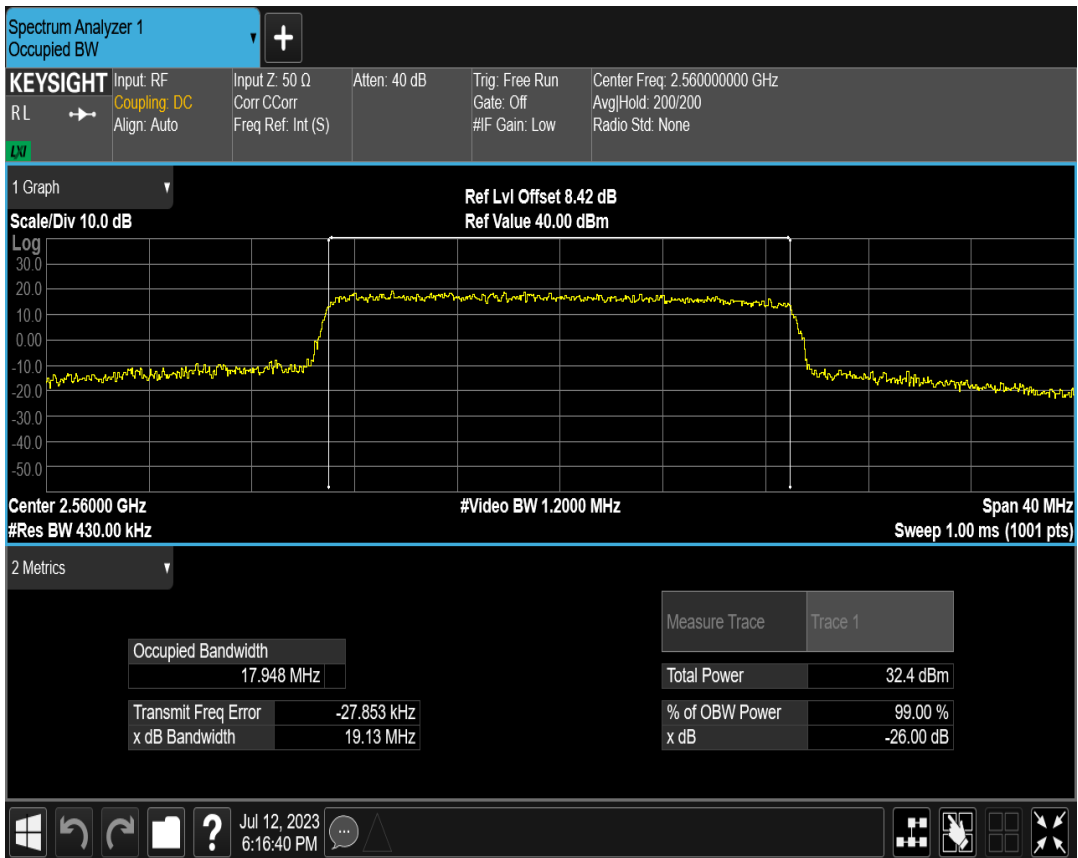 Spectrum Analyzer 1
Occupied BW
KEYSIGHT
R L
LXI
Input: RF
Coupling: DC
Align: Auto
Input Z: 50 Ω
Corr CCorr
Freq Ref: Int (S)
Atten: 40 dB
Trig: Free Run
Gate: Off
#IF Gain: Low
Center Freq: 2.560000000 GHz
Avg|Hold: 200/200
Radio Std: None
1 Graph
Scale/Div 10.0 dB
Ref Lvl Offset 8.42 dB
Ref Value 40.00 dBm
Log
30.0
20.0
10.0
0.00
-10.0
-20.0
-30.0
-40.0
-50.0
Center 2.56000 GHz
#Video BW 1.2000 MHz
Span 40 MHz
#Res BW 430.00 kHz
Sweep 1.00 ms (1001 pts)
2 Metrics
Measure Trace Trace 1
Occupied Bandwidth
17.948 MHz
Total Power 32.4 dBm
Transmit Freq Error -27.853 kHz
% of OBW Power 99.00 %
x dB Bandwidth 19.13 MHz
x dB -26.00 dB
Jul 12, 2023
6:16:40 PM